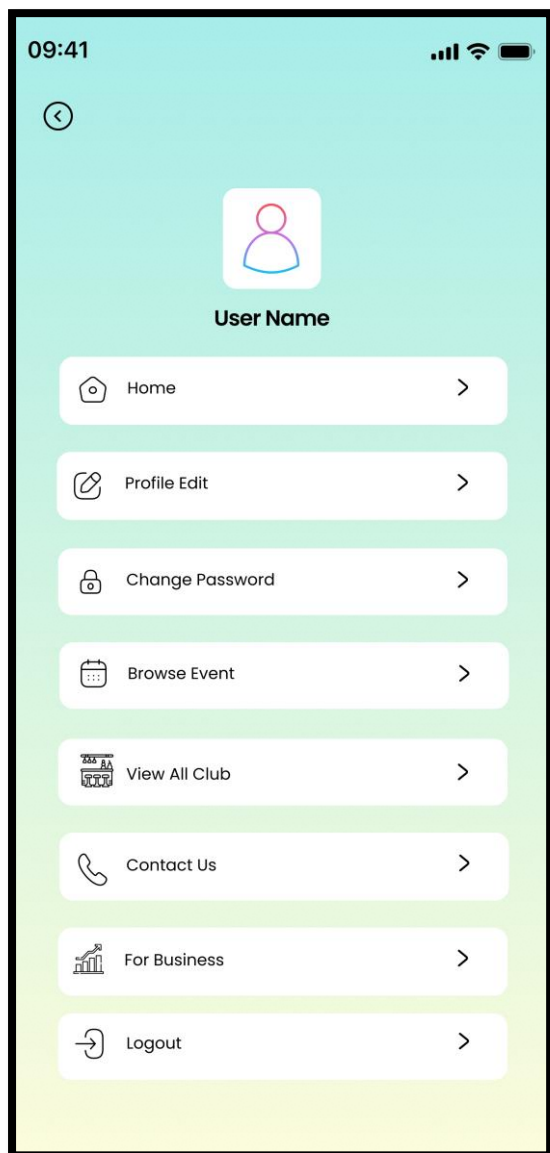 09:41
User Name
Home
Profile Edit
Change Password
Browse Event
View All Club
Contact Us
For Business
Logout